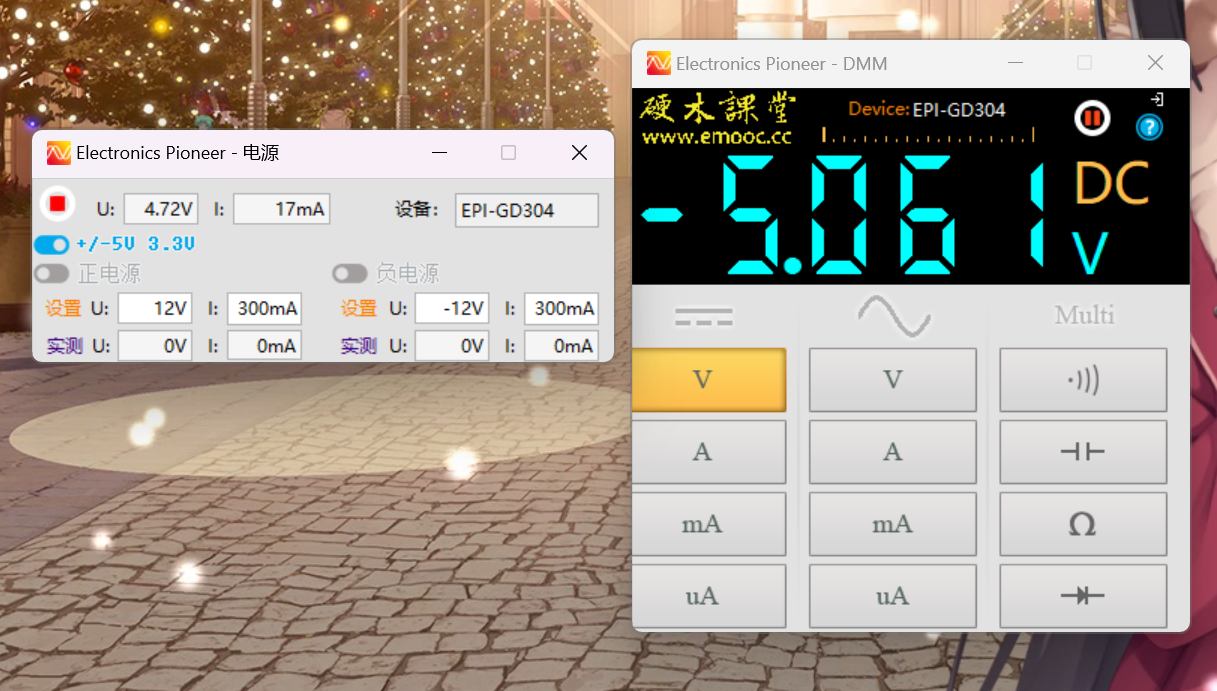 Electronics Pioneer - 电源
U: 4.72V I: 17mA 设备: EPI-GD304
+/-5V 3.3V
正电源 负电源
设置 U: 12V I: 300mA 设置 U: -12V I: 300mA
实测 U: 0V I: 0mA 实测 U: 0V I: 0mA
Electronics Pioneer - DMM
硬木課堂 Device: EPI-GD304
www.emooc.cc
-5.061 DC
V
Multi
V V
A A
mA mA Ω
uA uA